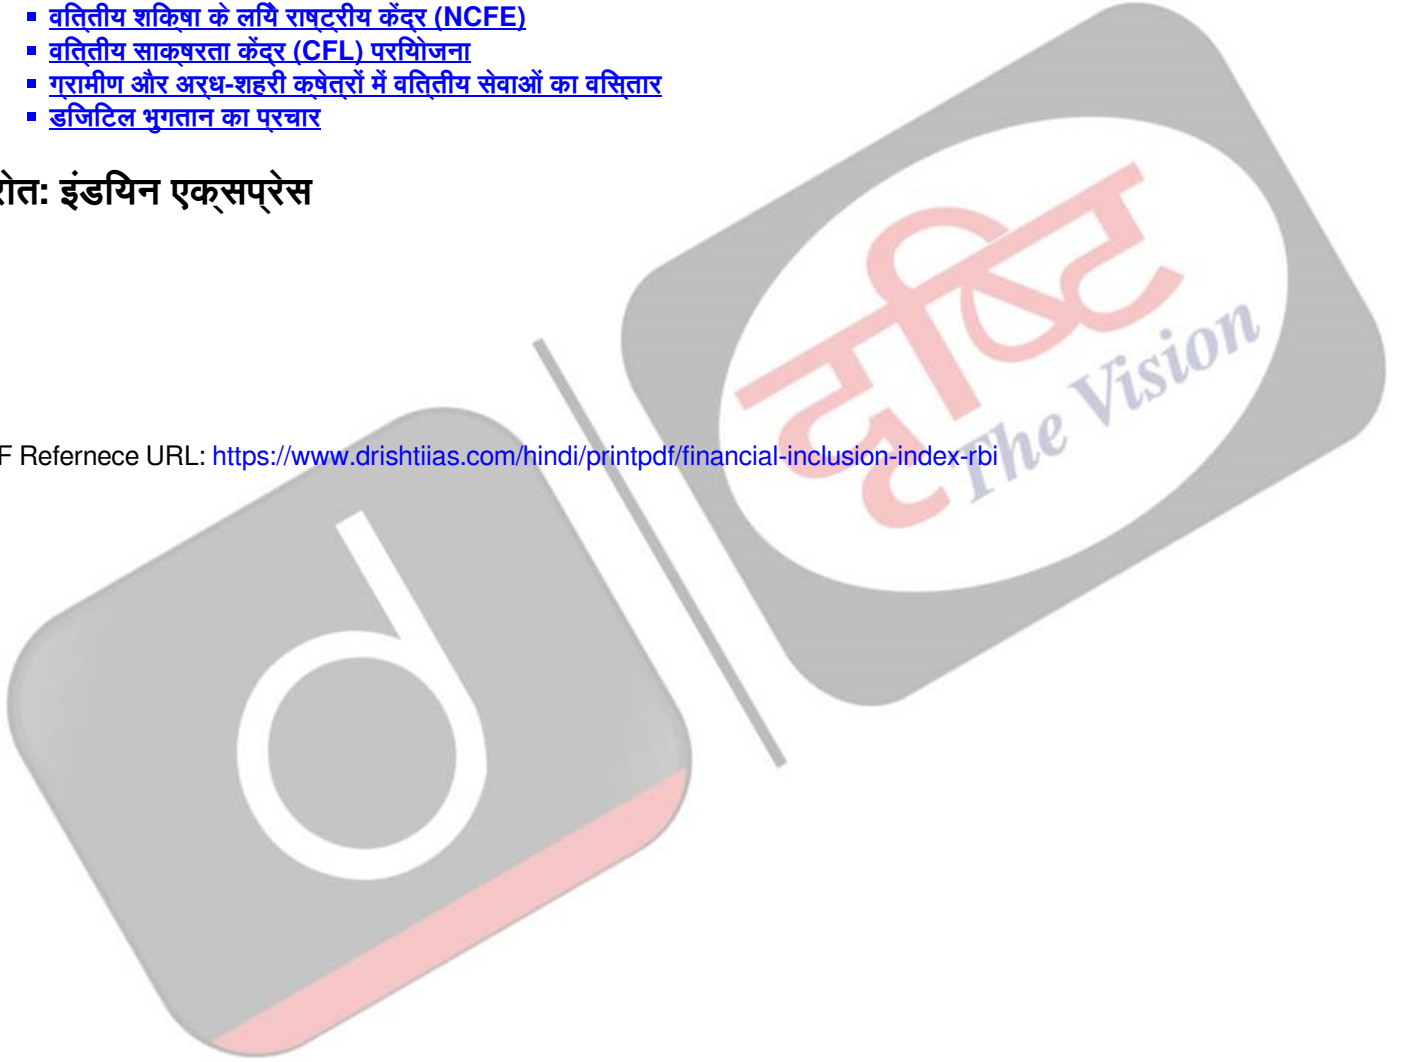 वित्तीय शिक्षा के लिये राष्ट्रीय केंद्र (NCFE)
वित्तीय साक्षरता केंद्र (CFL) परियोजना
ग्रामीण और अर्ध-शहरी क्षेत्रों में वित्तीय सेवाओं का विस्तार
डिजिटल भुगतान का प्रचार
रोत: इंडियन एक्सप्रेस
दृष्टि
The Vision
F Refernece URL: https://www.drishtiias.com/hindi/printpdf/financial-inclusion-index-rbi
d